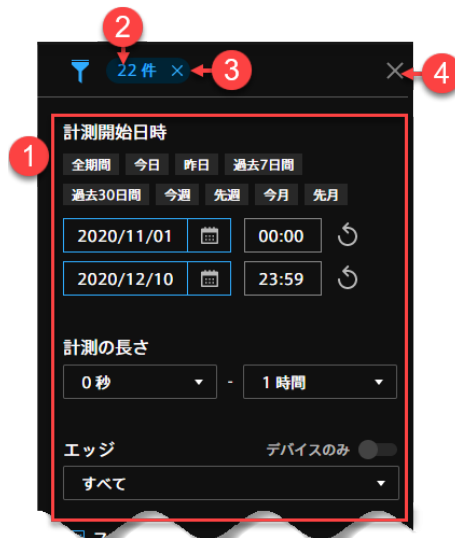 2
22 件 ×
3
4
1
計測開始日時
全期間 今日 昨日 過去7日間
過去30日間 今週 先週 今月 先月
2020/11/01 00:00
2020/12/10 23:59
計測の長さ
0 秒 - 1 時間
エッジ デバイスのみ
すべて